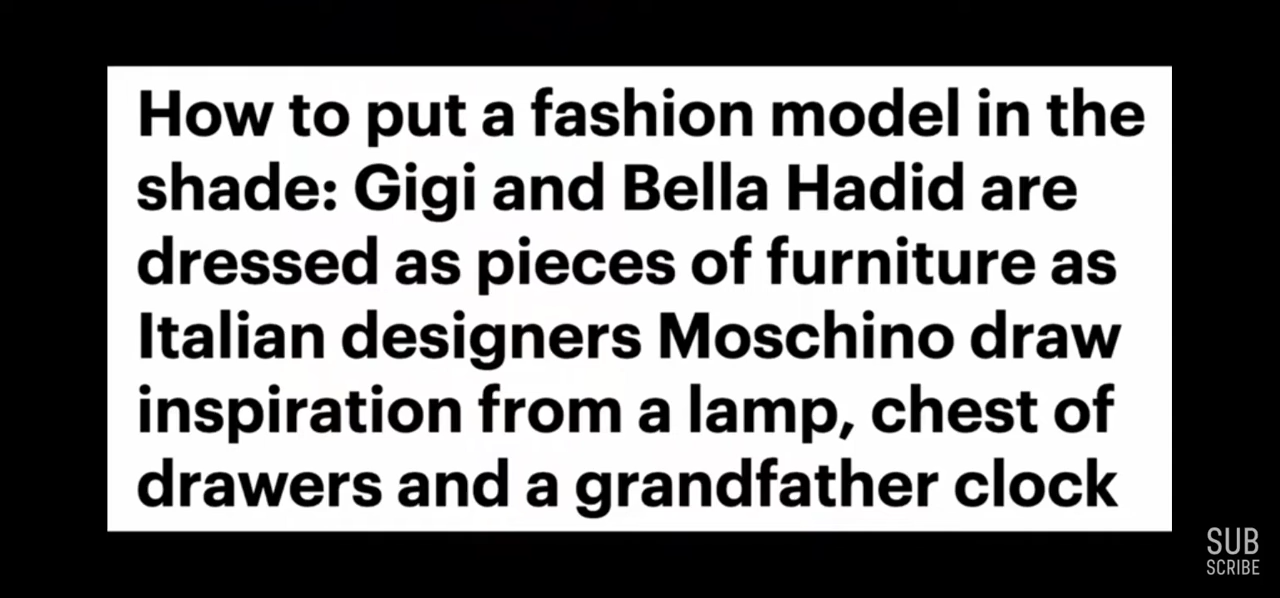 How to put a fashion model in the
shade: Gigi and Bella Hadid are
dressed as pieces of furniture as
Italian designers Moschino draw
inspiration from a lamp, chest of
drawers and a grandfather clock
SUB
SCRIBE